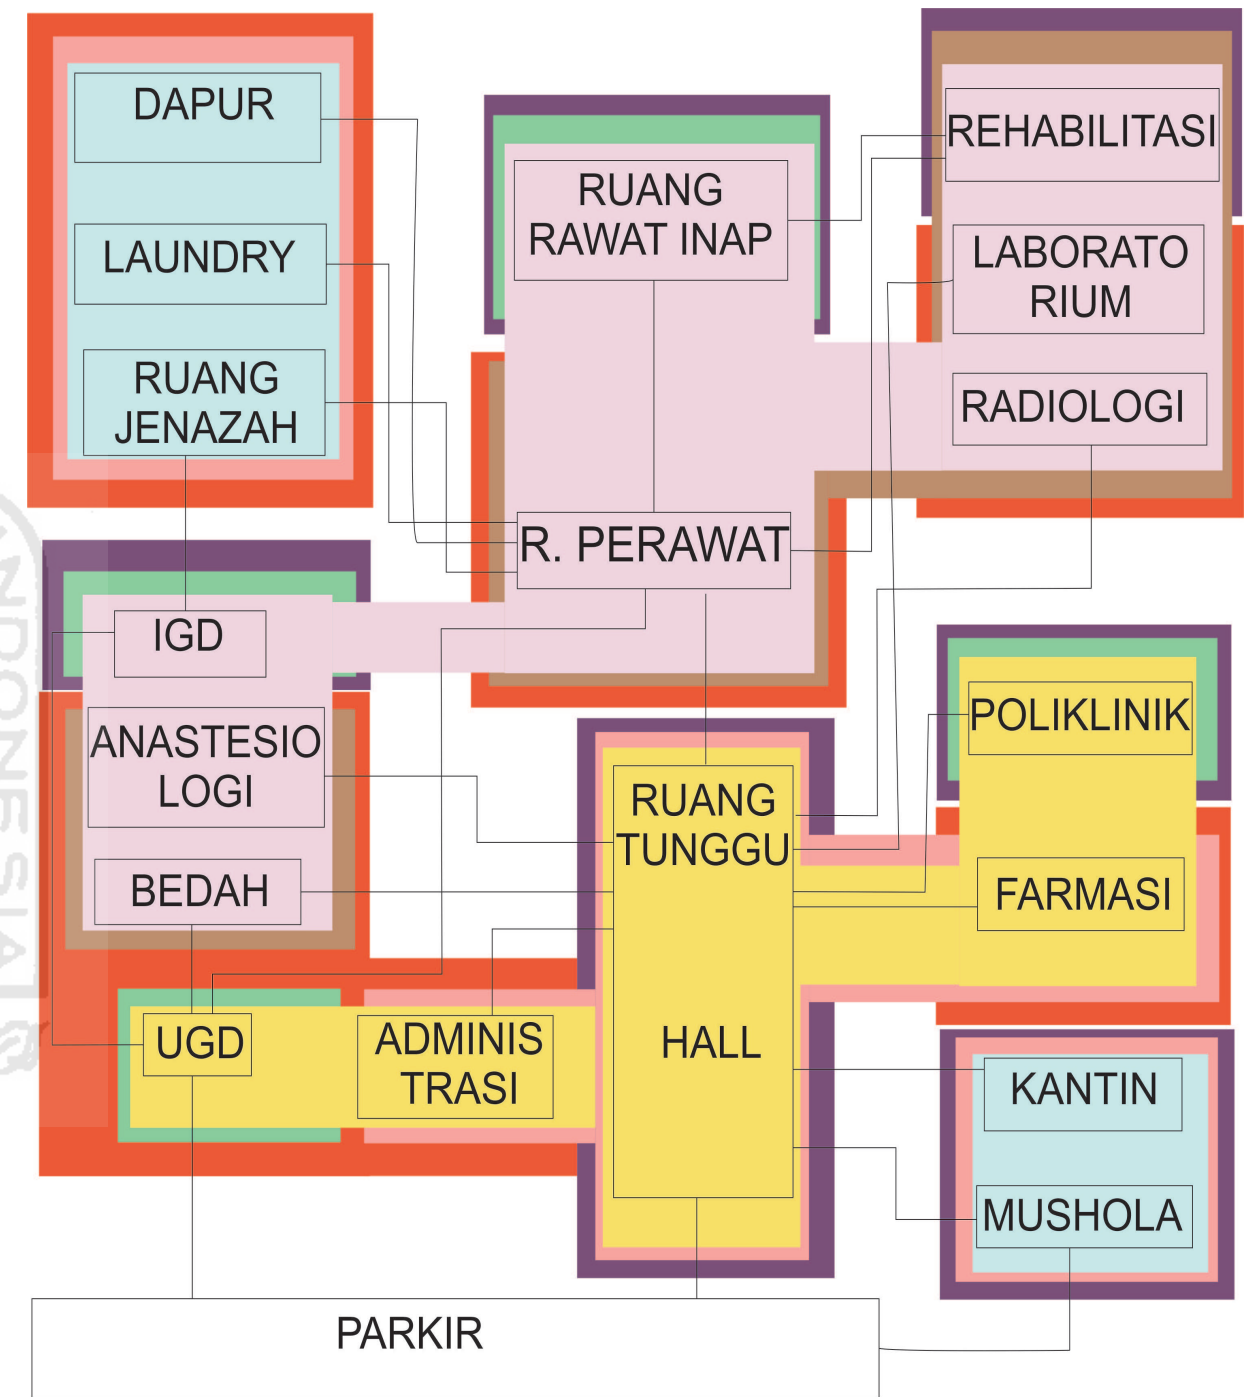 DAPUR
LAUNDRY
RUANG
JENAZAH
RUANG
RAWAT INAP
REHABILITASI
LABORATO
RIUM
RADIOLOGI
R. PERAWAT
IGD
ANASTESIO
LOGI
BEDAH
UGD
ADMINIS
TRASI
RUANG
TUNGGU
HALL
POLIKLINIK
FARMASI
KANTIN
MUSHOLA
PARKIR